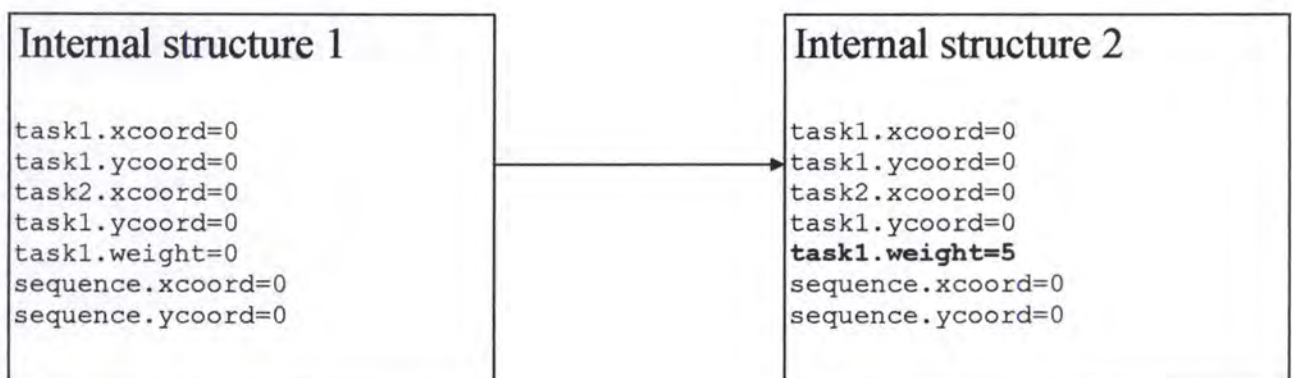 Internal structure 1
task1.xcoord=0
task1.ycoord=0
task2.xcoord=0
task1.ycoord=0
task1.weight=0
sequence.xcoord=0
sequence.ycoord=0
Internal structure 2
task1.xcoord=0
task1.ycoord=0
task2.xcoord=0
task1.ycoord=0
task1.weight=5
sequence.xcoord=0
sequence.ycoord=0